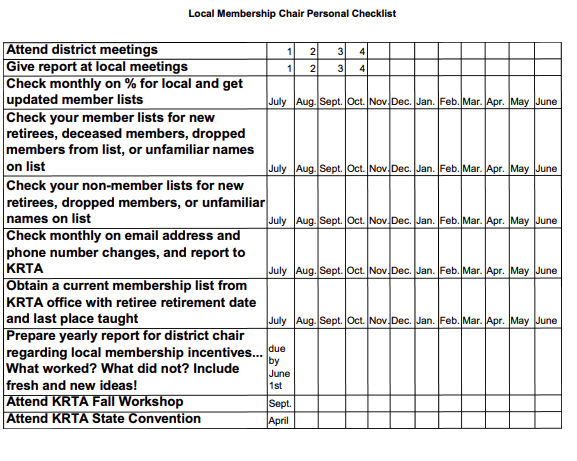 Local Membership Chair Personal Checklist
Attend district meetings 1 2 3 4
Give report at local meetings 1 2 3 4
Check monthly on % for local and get
updated member lists July Aug. Sept. Oct. Nov. Dec. Jan. Feb. Mar. Apr. May June
Check your member lists for new
retirees, deceased members, dropped
members from list, or unfamiliar names
on list July Aug. Sept. Oct. Nov. Dec. Jan. Feb. Mar. Apr. May June
Check your non-member lists for new
retirees, dropped members, or unfamiliar
names on list July Aug. Sept. Oct. Nov. Dec. Jan. Feb. Mar. Apr. May June
Check monthly on email address and
phone number changes, and report to
KRTA July Aug. Sept. Oct. Nov. Dec. Jan. Feb. Mar. Apr. May June
Obtain a current membership list from
KRTA office with retiree retirement date
and last place taught July Aug. Sept. Oct. Nov. Dec. Jan. Feb. Mar. Apr. May June
Prepare yearly report for district chair
regarding local membership incentives...
What worked? What did not? Include
fresh and new ideas!
due
by
June
1st
Attend KRTA Fall Workshop Sept.
Attend KRTA State Convention April